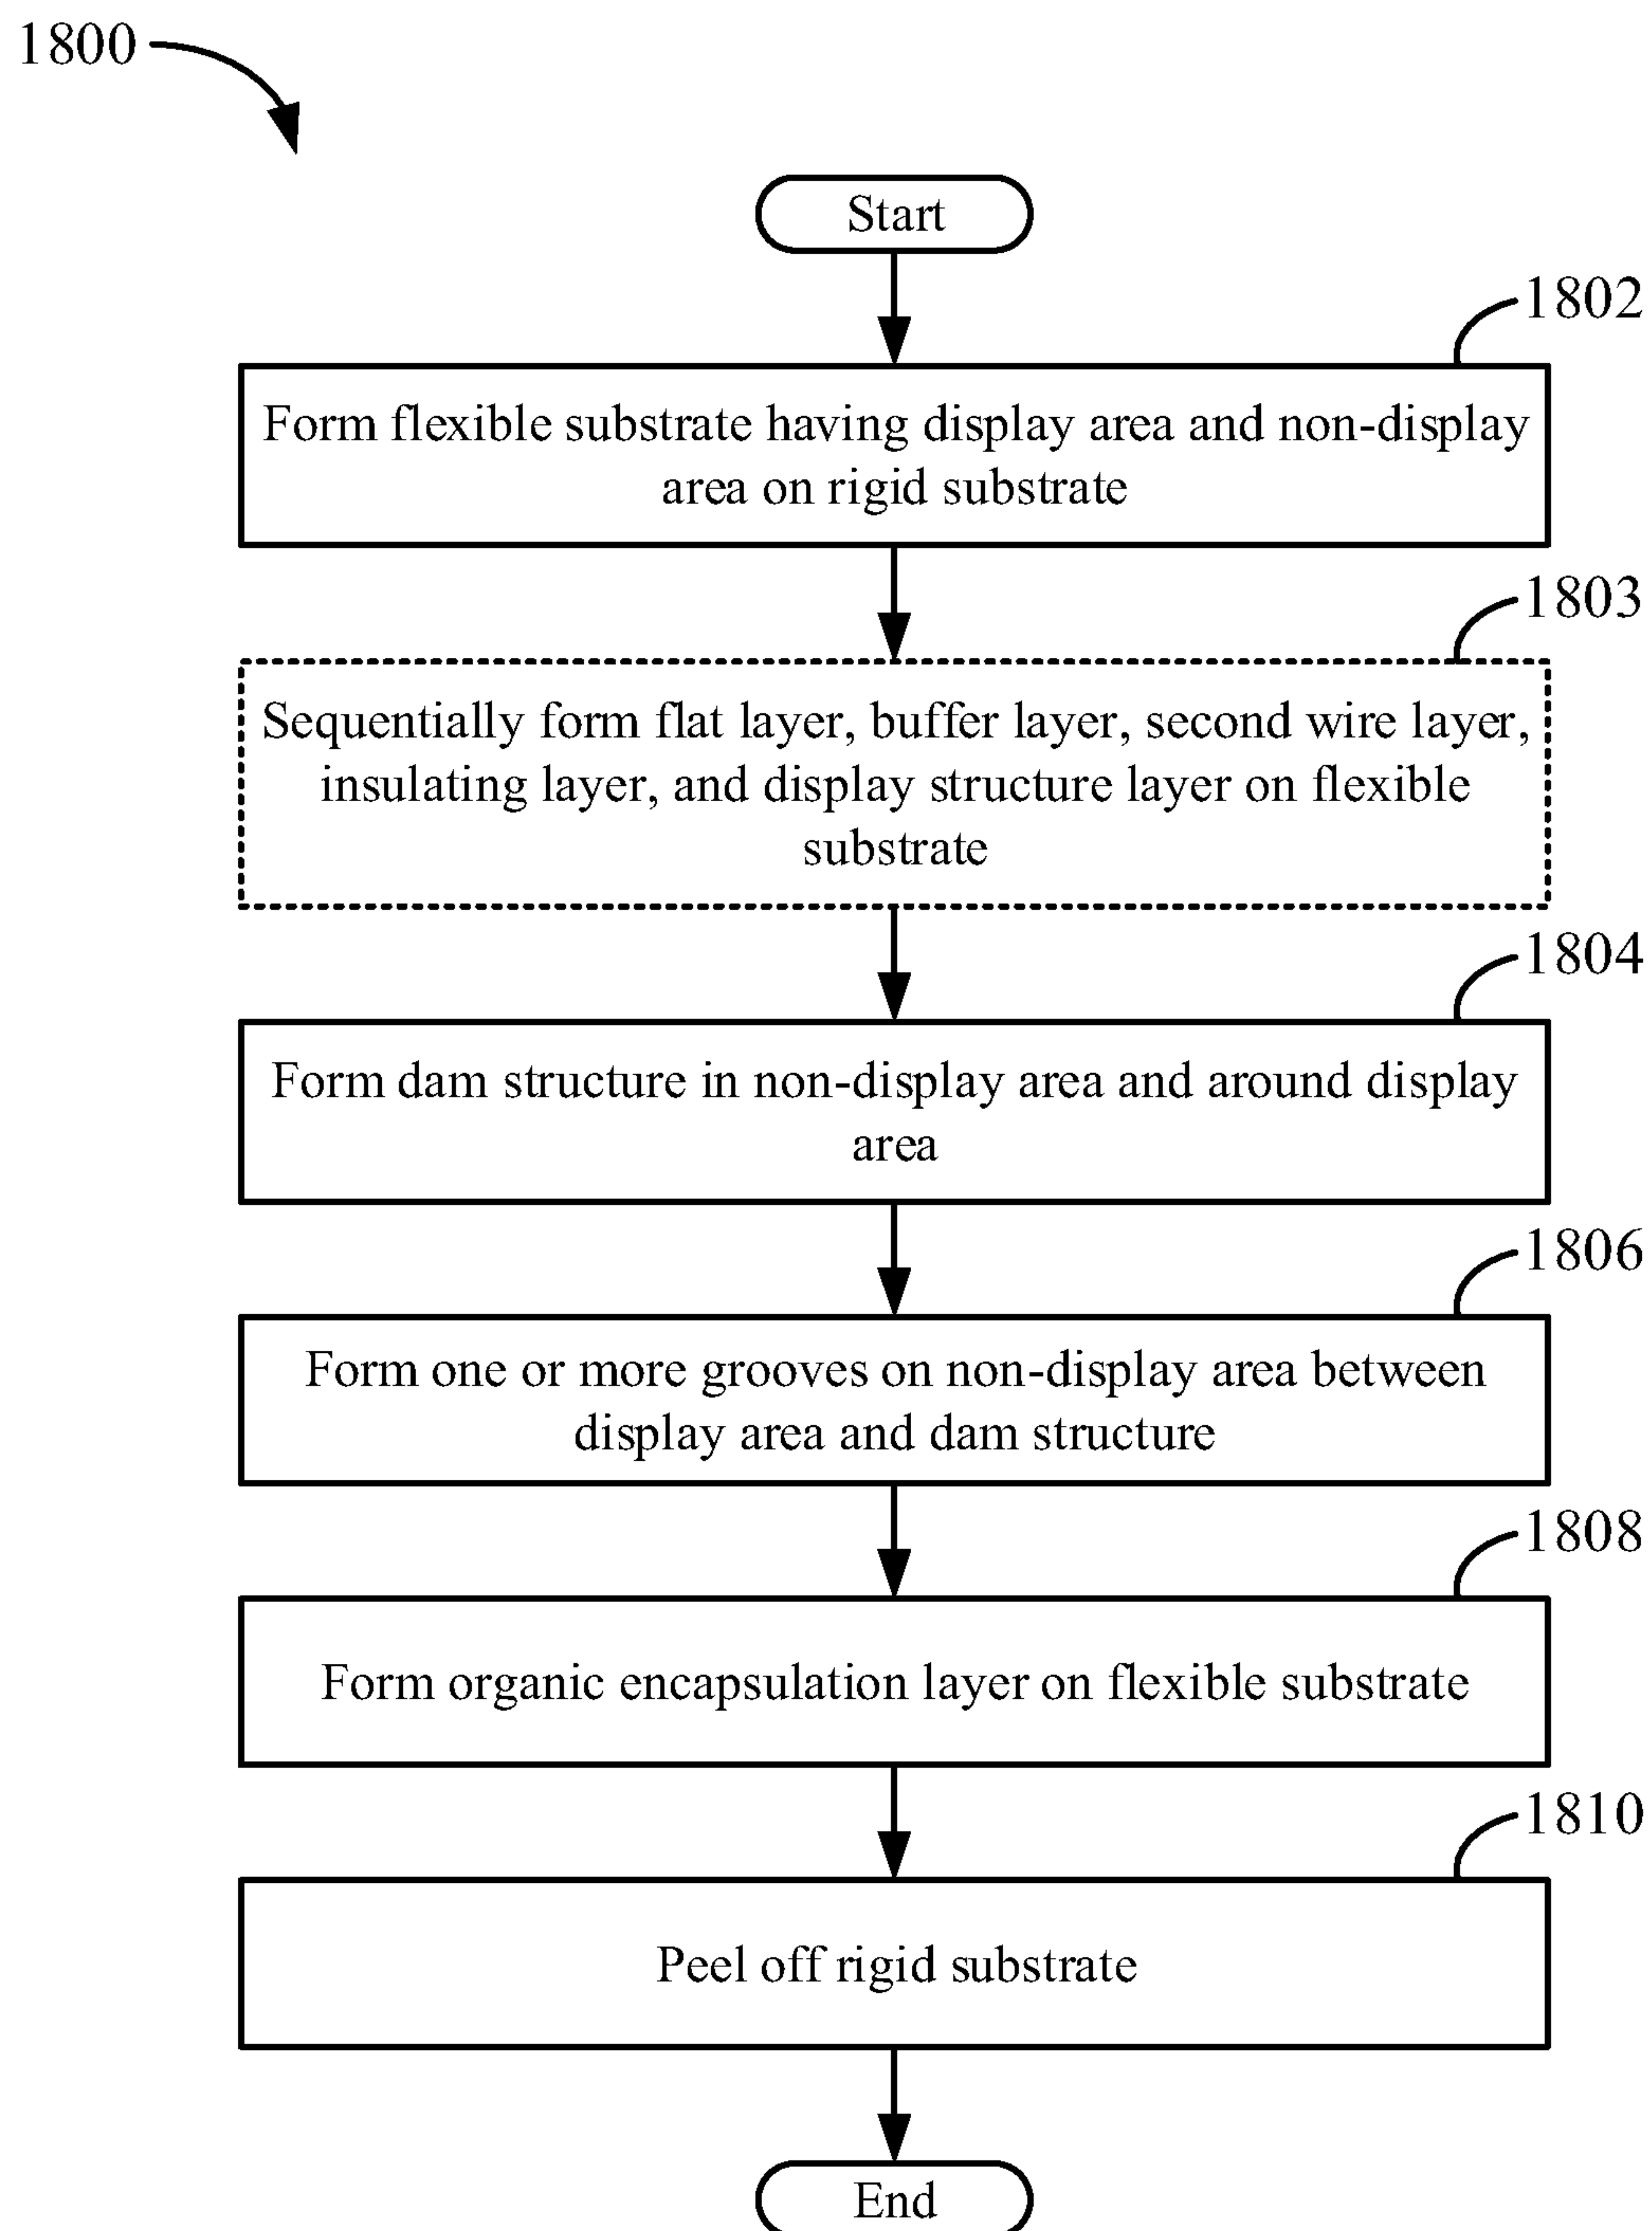 1800
Start
1802
Form flexible substrate having display area and non-display
area on rigid substrate
1803
Sequentially form flat layer, buffer layer, second wire layer,
insulating layer, and display structure layer on flexible
substrate
1804
Form dam structure in non-display area and around display
area
1806
Form one or more grooves on non-display area between
display area and dam structure
1808
Form organic encapsulation layer on flexible substrate
1810
Peel off rigid substrate
End